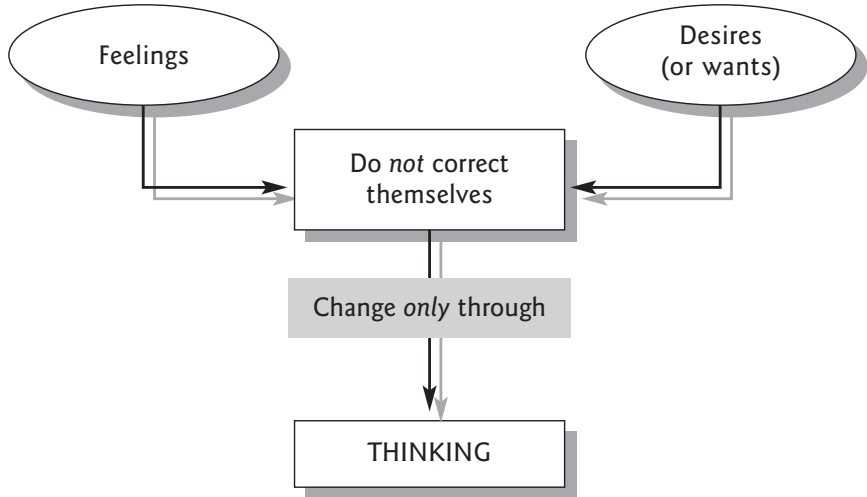 Feelings
Desires
(or wants)
Do not correct
themselves
Change only through
THINKING